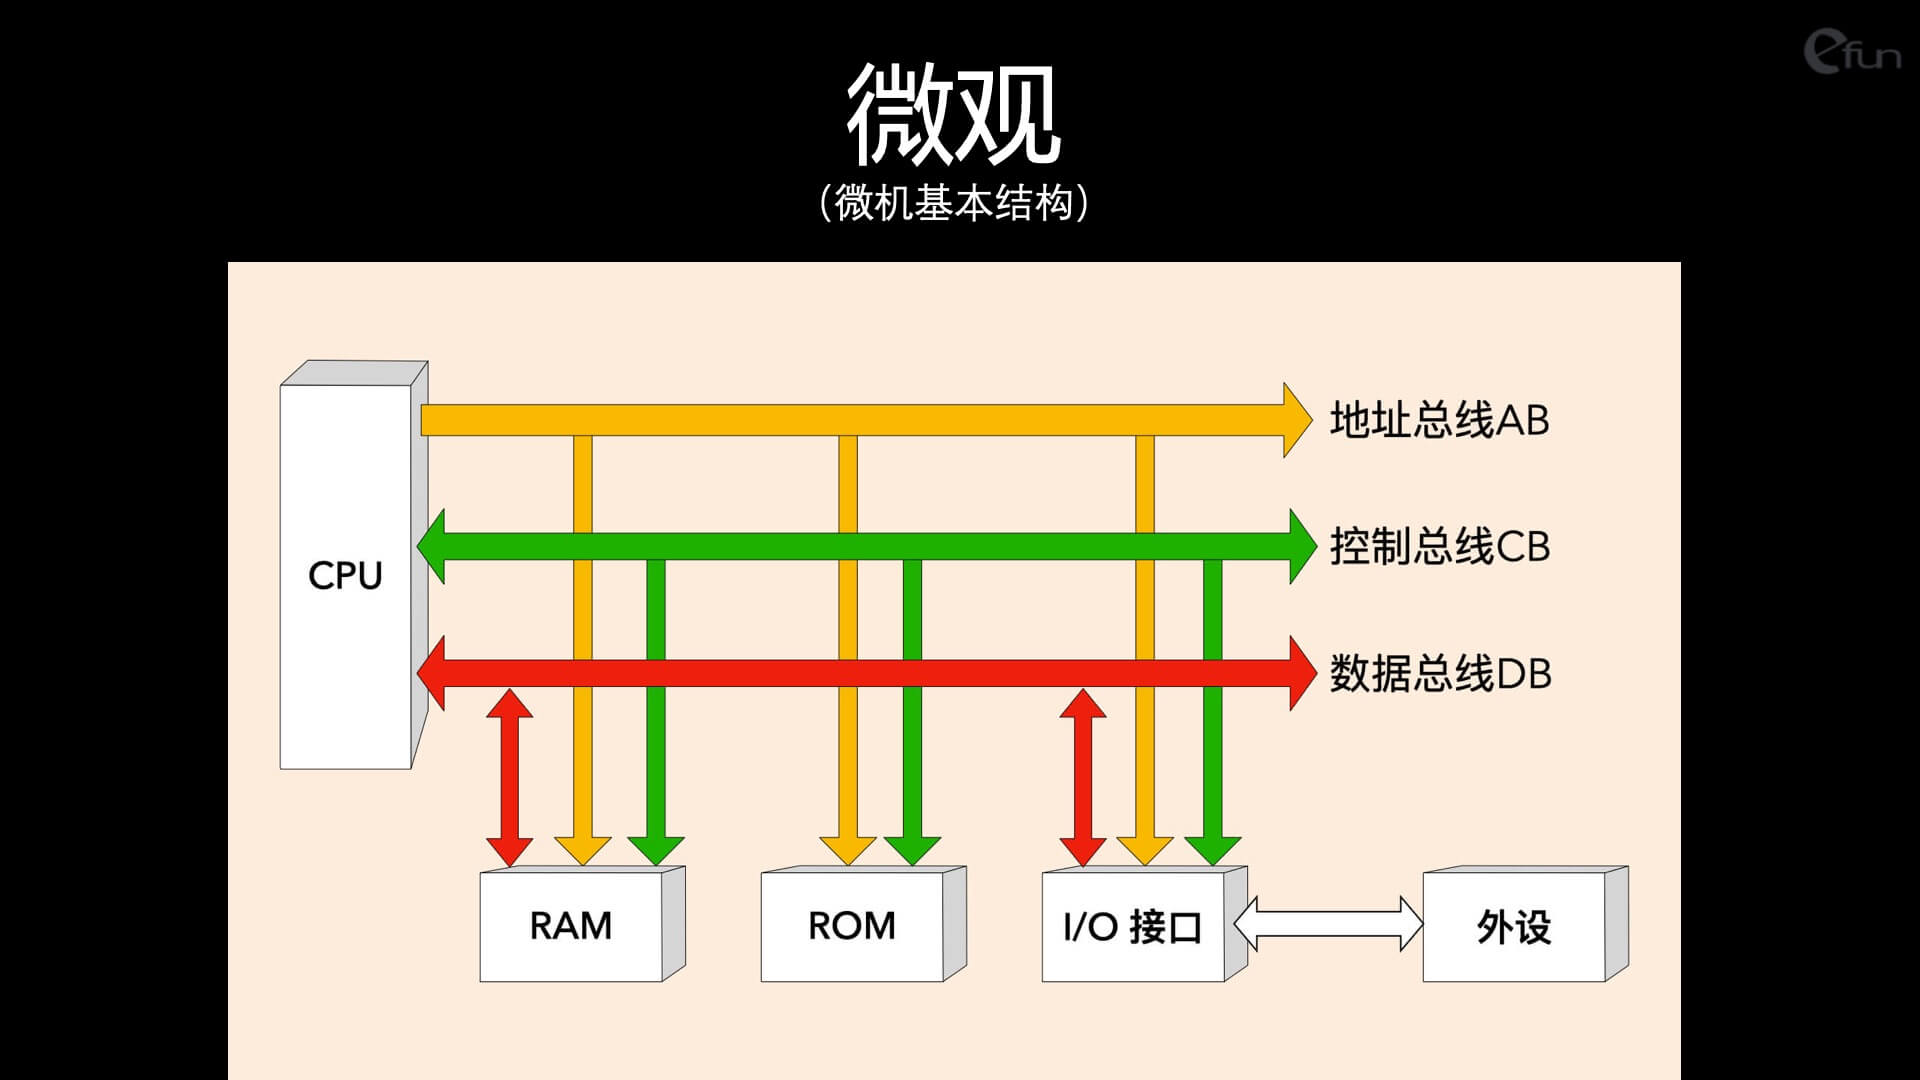 efun
微观
（微机基本结构）
地址总线AB
控制总线CB
CPU
数据总线DB
RAM
ROM
I/O 接口
外设